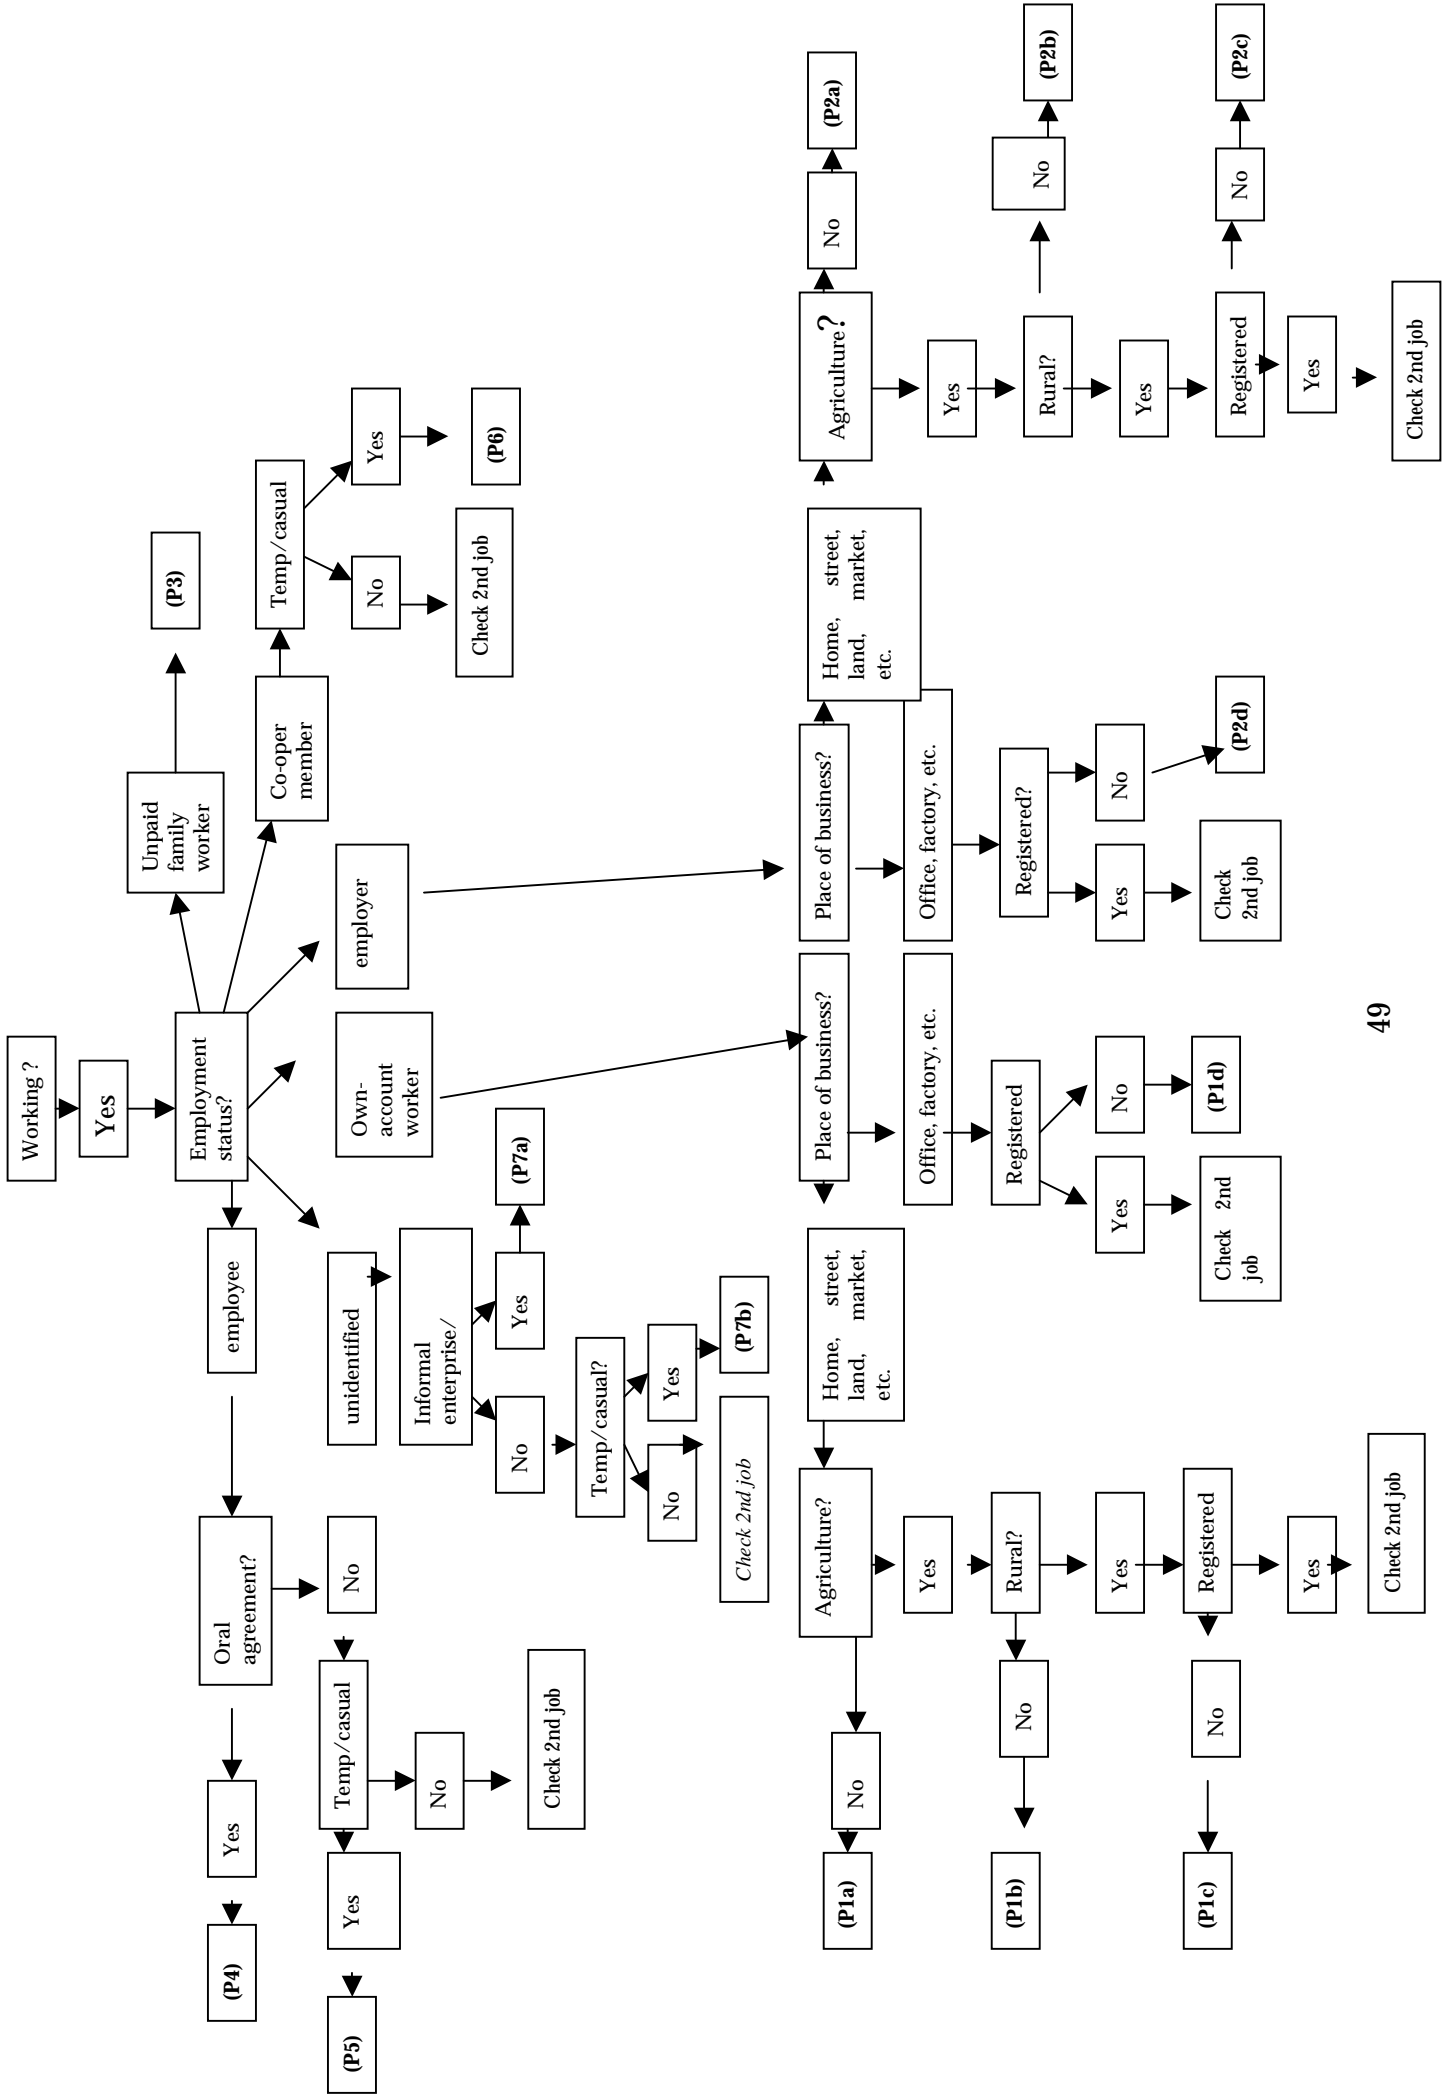 Working ?
Yes
Unpaid
family
worker
(P3)
(P4)
Yes
Oral
agreement?
employee
Employment
status?
Co-oper
member
Temp/casual
(P5)
Yes
Temp/casual
No
unidentified
Own-
account
worker
employer
No
Yes
No
Informal
enterprise/
Check 2nd job
(P6)
Check 2nd job
No
Yes
(P7a)
Temp/casual?
No
Yes
Check 2nd job
(P7b)
(P1a)
No
Agriculture?
Home, street,
land, market,
etc.
Place of business?
Place of business?
Home, street,
land, market,
etc.
Agriculture?
No
(P2a)
Yes
Office, factory, etc.
Office, factory, etc.
Yes
(P1b)
No
Rural?
Registered
Registered?
Rural?
No
(P2b)
Yes
Yes
No
Yes
No
Yes
(P1c)
No
Registered
Check 2nd
job
(P1d)
Check
2nd job
(P2d)
Registered
No
(P2c)
Yes
Yes
Check 2nd job
Check 2nd job
49